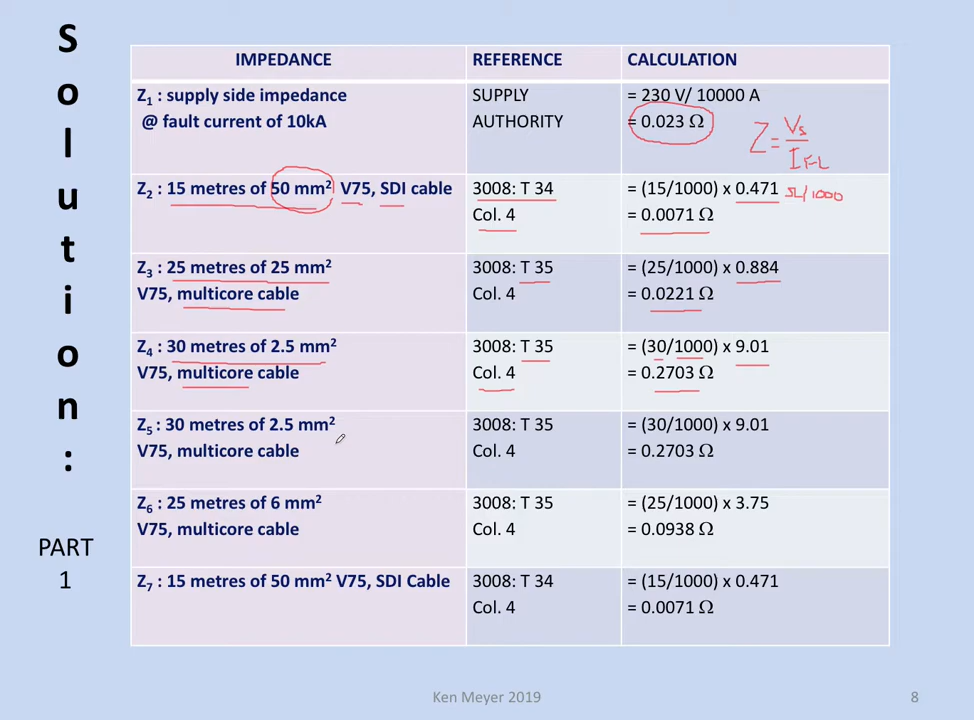 Solution:
PART
1
IMPEDANCE REFERENCE CALCULATION
Z1 : supply side impedance SUPPLY = 230 V/ 10000 A
@ fault current of 10kA AUTHORITY = 0.023 Ω
Z = Vs / I F-L
Z2 : 15 metres of 50 mm² V75, SDI cable 3008: T 34 = (15/1000) x 0.471 Ω/1000
Col. 4 = 0.0071 Ω
Z3 : 25 metres of 25 mm² 3008: T 35 = (25/1000) x 0.884
V75, multicore cable Col. 4 = 0.0221 Ω
Z4 : 30 metres of 2.5 mm² 3008: T 35 = (30/1000) x 9.01
V75, multicore cable Col. 4 = 0.2703 Ω
Z5 : 30 metres of 2.5 mm² 3008: T 35 = (30/1000) x 9.01
V75, multicore cable Col. 4 = 0.2703 Ω
Z6 : 25 metres of 6 mm² 3008: T 35 = (25/1000) x 3.75
V75, multicore cable Col. 4 = 0.0938 Ω
Z7 : 15 metres of 50 mm² V75, SDI Cable 3008: T 34 = (15/1000) x 0.471
Col. 4 = 0.0071 Ω
Ken Meyer 2019 8